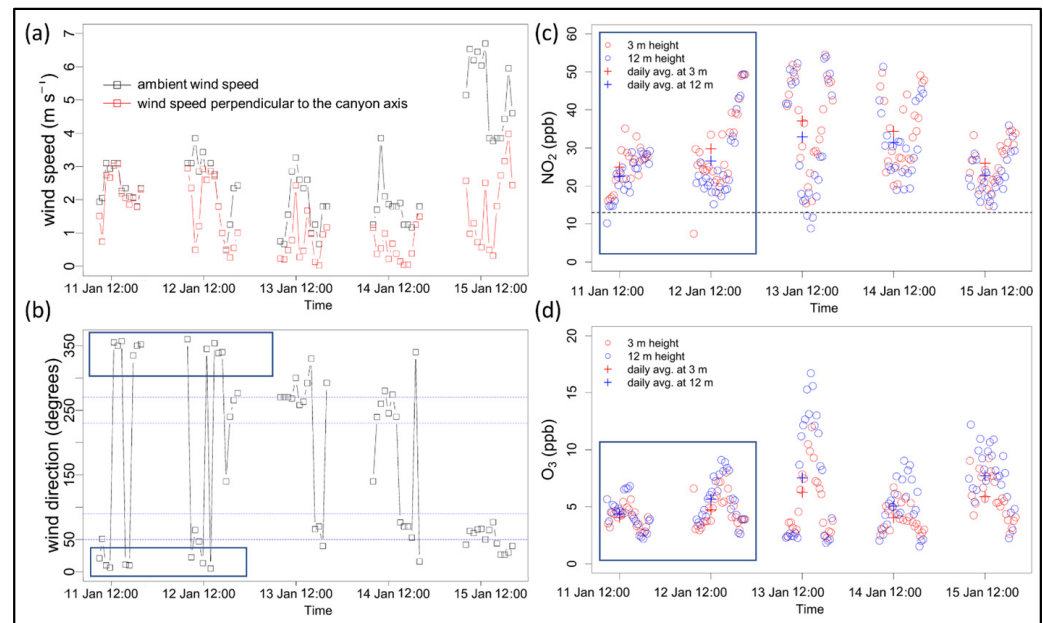 (a)
7
6
5
4
3
2
1
0
wind speed (m s⁻¹)
ambient wind speed
wind speed perpendicular to the canyon axis
11 Jan 12:00
12 Jan 12:00
13 Jan 12:00
14 Jan 12:00
15 Jan 12:00
Time
(b)
350
250
150
50
0
wind direction (degrees)
11 Jan 12:00
12 Jan 12:00
13 Jan 12:00
14 Jan 12:00
15 Jan 12:00
Time
(c)
60
50
40
30
20
10
0
NO₂ (ppb)
3 m height
12 m height
daily avg. at 3 m
daily avg. at 12 m
11 Jan 12:00
12 Jan 12:00
13 Jan 12:00
14 Jan 12:00
15 Jan 12:00
Time
(d)
20
15
10
5
0
O₃ (ppb)
3 m height
12 m height
daily avg. at 3 m
daily avg. at 12 m
11 Jan 12:00
12 Jan 12:00
13 Jan 12:00
14 Jan 12:00
15 Jan 12:00
Time